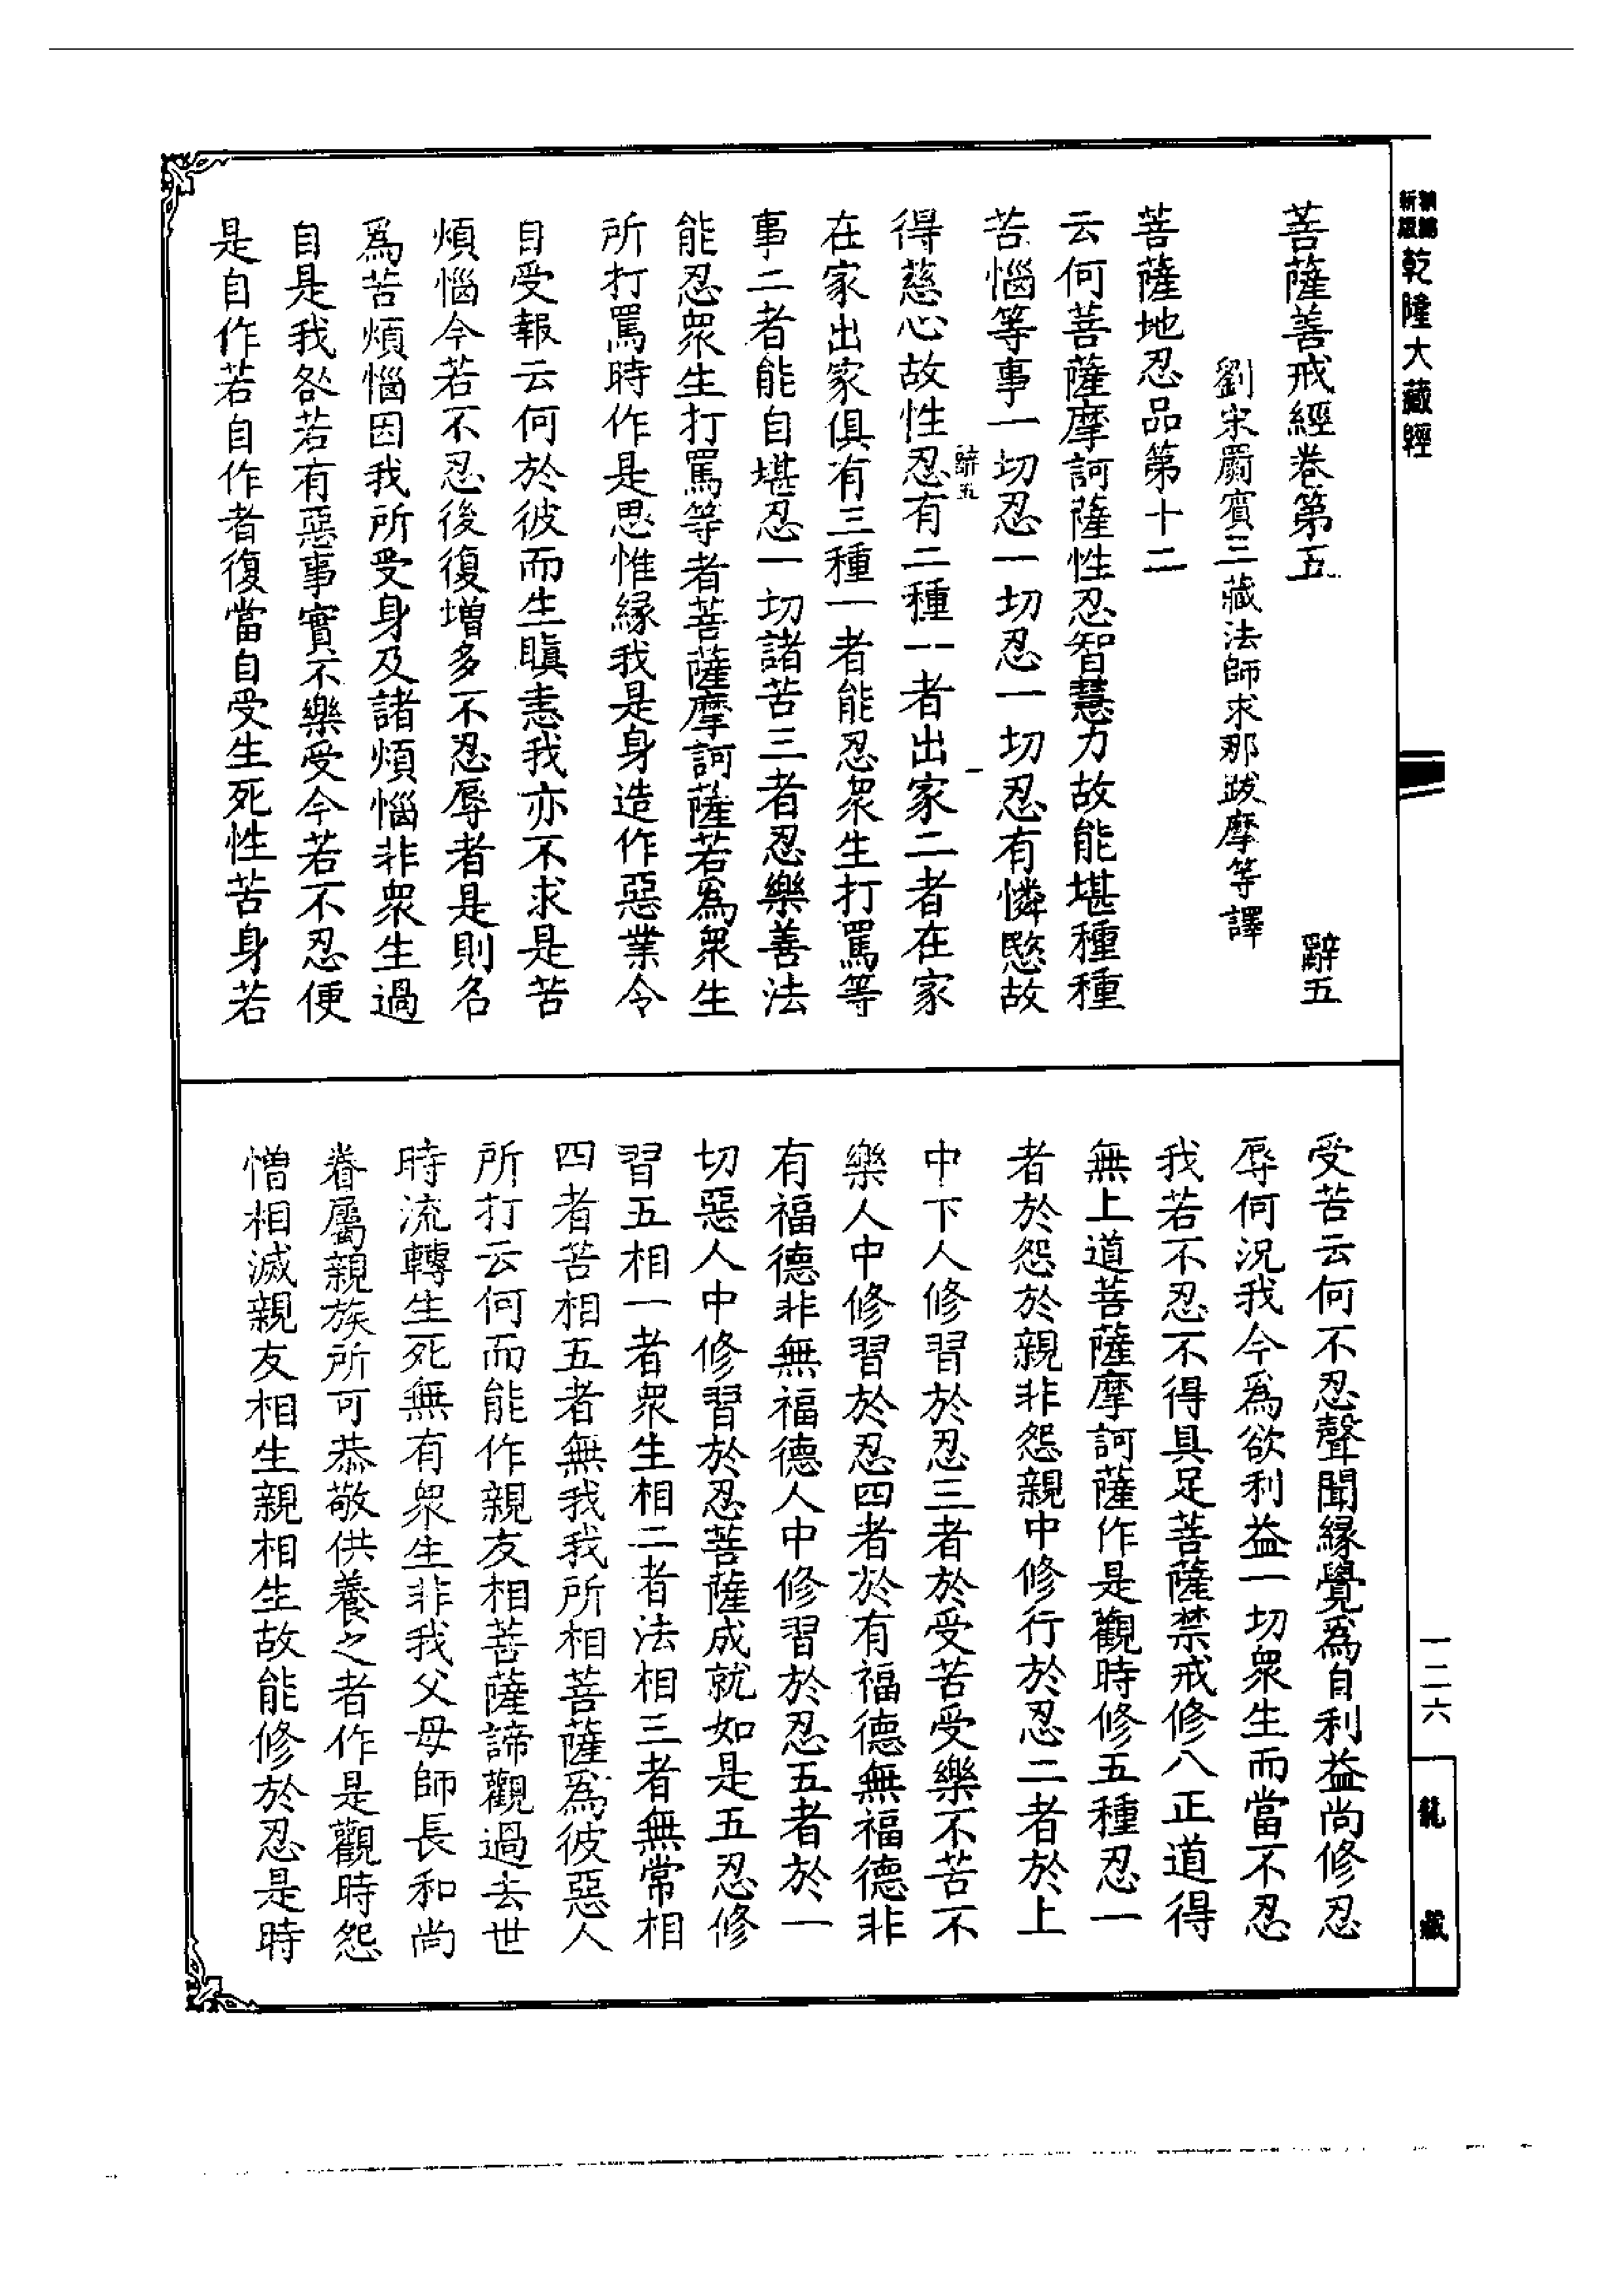 新編縮版乾隆大藏經
菩薩善戒經卷第五 辭五
劉宋罽賓三藏法師求那跋摩等譯
菩薩地忍品第十二
云何菩薩摩訶薩性忍智慧力故能堪種種
苦惱等事一切忍一切忍一切忍有憐愍故
辭五 一
得慈心故性忍有二種一者出家二者在家
在家出家俱有三種一者能忍衆生打罵等
事二者能自堪忍一切諸苦三者忍樂善法
能忍衆生打罵等者菩薩摩訶薩若爲衆生
所打罵時作是思惟緣我是身造作惡業令
自受報云何於彼而生瞋恚我亦不求是苦
煩惱今若不忍後復增多不忍辱者是則名
爲苦煩惱因我所受身及諸煩惱非衆生過
自是我咎若有惡事實不樂受今若不忍便
是自作若自作者復當自受生死性苦身若
受苦云何不忍聲聞緣覺爲自利益尚修忍
辱何況我今爲欲利益一切衆生而當不忍
我若不忍不得具足菩薩禁戒修八正道得
無上道菩薩摩訶薩作是觀時修五種忍一
者於怨於親非怨親中修行於忍二者於上
中下人修習於忍三者於受苦受樂不苦不
樂人中修習於忍四者於有福德無福德非
有福德非無福德人中修習於忍五者於一
切惡人中修習於忍菩薩成就如是五忍修
習五相一者衆生相二者法相三者無常相
四者苦相五者無我我所相菩薩爲彼惡人
所打云何而能作親友相菩薩諦觀過去世
時流轉生死無有衆生非我父母師長和尚
眷屬親族所可恭敬供養之者作是觀時怨
憎相滅親友相生親相生故能修於忍是時
一二六
龍藏